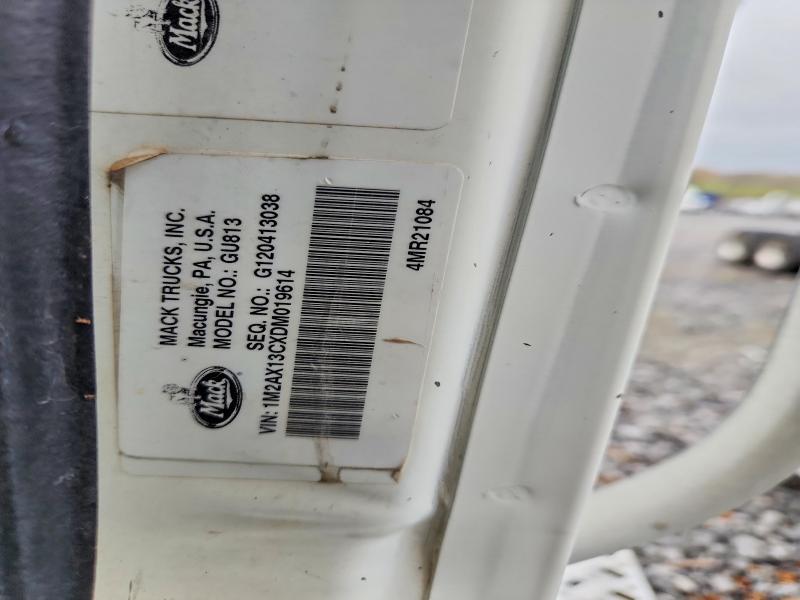 Mack
MACK TRUCKS, INC.
Macungie, PA, U.S.A.
MODEL NO.: GU813
SEQ. NO.: G120413038
Mack
VIN: 1M2AX13CXDM019614
4MR21084